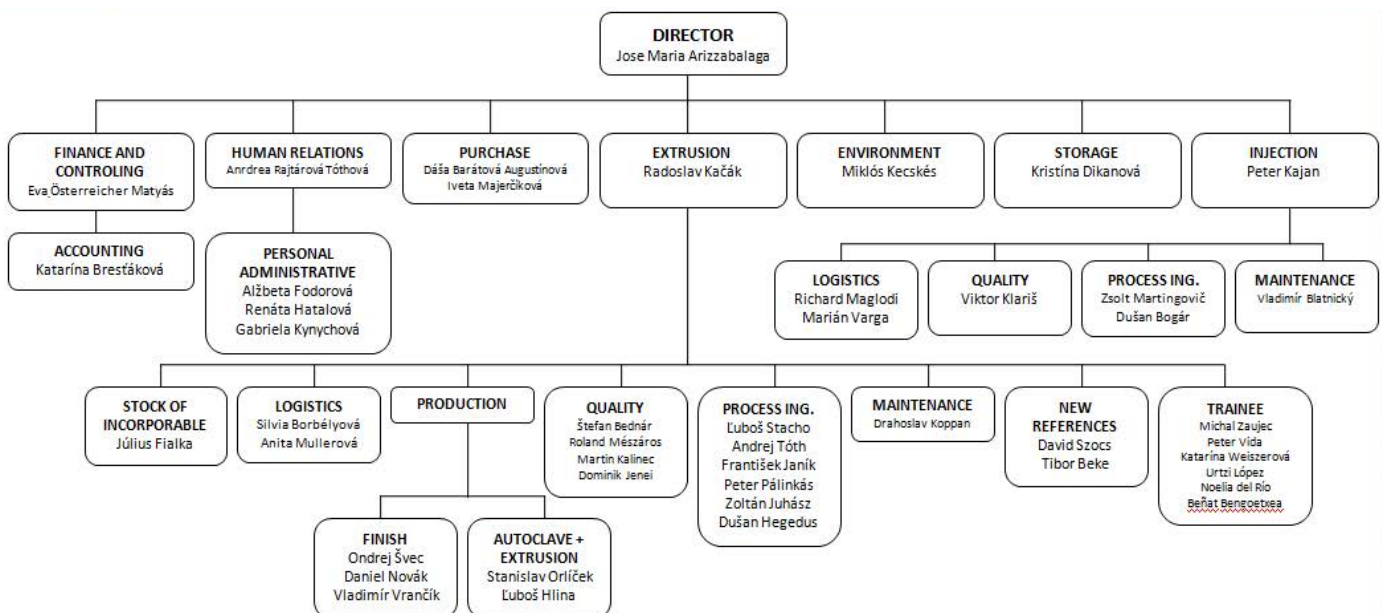 DIRECTOR
Jose Maria Arizzabalaga
FINANCE AND
CONTROLING
Eva Österreicher Matyás
HUMAN RELATIONS
Anrdrea Rajtárová Tóthová
PURCHASE
Dáša Barátová Augustínová
Iveta Majerčíková
EXTRUSION
Radoslav Kačák
ENVIRONMENT
Miklós Kecskés
STORAGE
Kristína Dikanová
INJECTION
Peter Kajan
ACCOUNTING
Katarína Bresťáková
PERSONAL
ADMINISTRATIVE
Alžbeta Fodorová
Renáta Hatalová
Gabriela Kynychová
LOGISTICS
Richard Maglodi
Marián Varga
QUALITY
Viktor Klariš
PROCESS ING.
Zsolt Martingovič
Dušan Bogár
MAINTENANCE
Vladimír Blatnický
STOCK OF
INCORPORABLE
Július Fialka
LOGISTICS
Silvia Borbélyová
Anita Mullerová
PRODUCTION
QUALITY
Štefan Bednár
Roland Mészáros
Martin Kalinec
Dominik Jenei
PROCESS ING.
Ľuboš Stacho
Andrej Tóth
František Janík
Peter Pálinkás
Zoltán Juhász
Dušan Hegedus
MAINTENANCE
Drahoslav Koppan
NEW
REFERENCES
David Szocs
Tibor Beke
TRAINEE
Michal Zaujec
Peter Vida
Katarína Weiszerová
Urtzi López
Noelia del Río
Beñat Bengoetxea
FINISH
Ondrej Švec
Daniel Novák
Vladimír Vrančík
AUTOCLAVE +
EXTRUSION
Stanislav Orlíček
Ľuboš Hlina